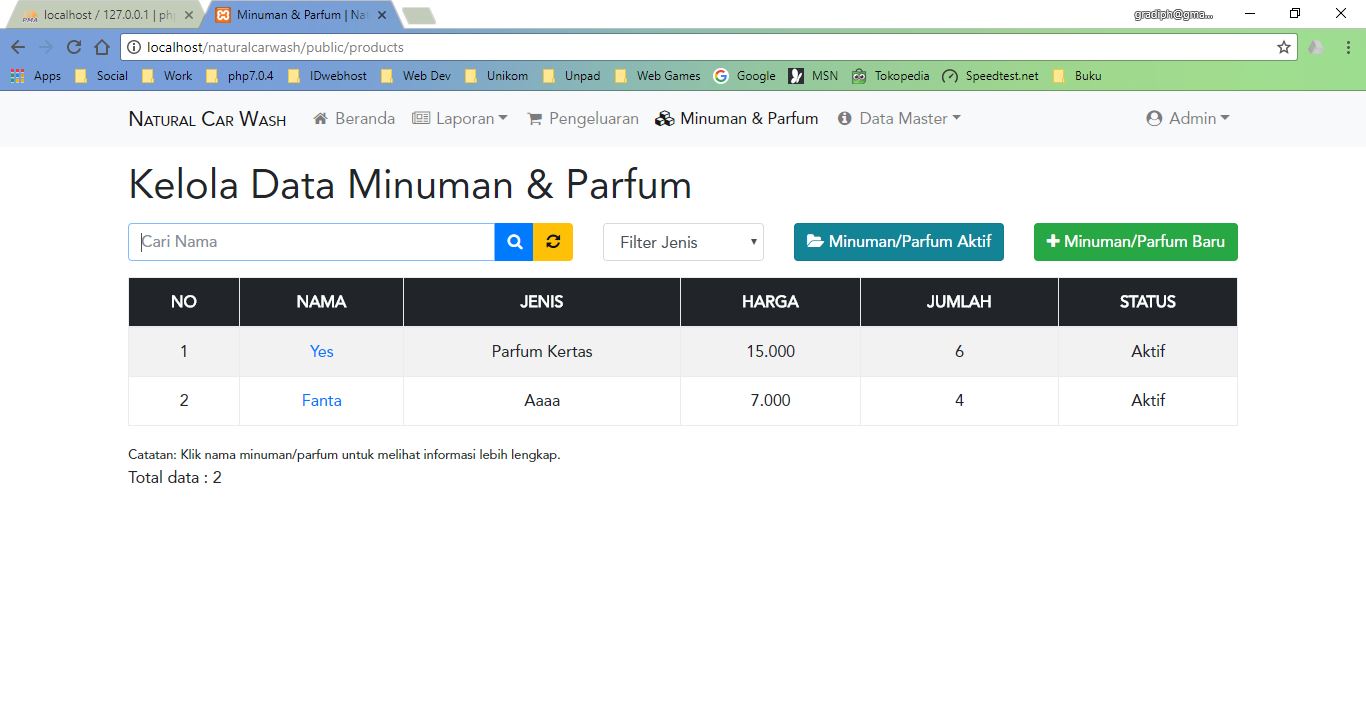 localhost / 127.0.0.1 | ph
Minuman & Parfum | Na
gradiph@gma...
localhost/naturalcarwash/public/products
Apps Social Work php7.0.4 IDwebhost Web Dev Unikom Unpad Web Games Google MSN Tokopedia Speedtest.net Buku
Natural Car Wash Beranda Laporan Pengeluaran Minuman & Parfum Data Master Admin
Kelola Data Minuman & Parfum
Cari Nama Filter Jenis Minuman/Parfum Aktif Minuman/Parfum Baru
NO NAMA JENIS HARGA JUMLAH STATUS
1 Yes Parfum Kertas 15.000 6 Aktif
2 Fanta Aaaa 7.000 4 Aktif
Catatan: Klik nama minuman/parfum untuk melihat informasi lebih lengkap.
Total data : 2